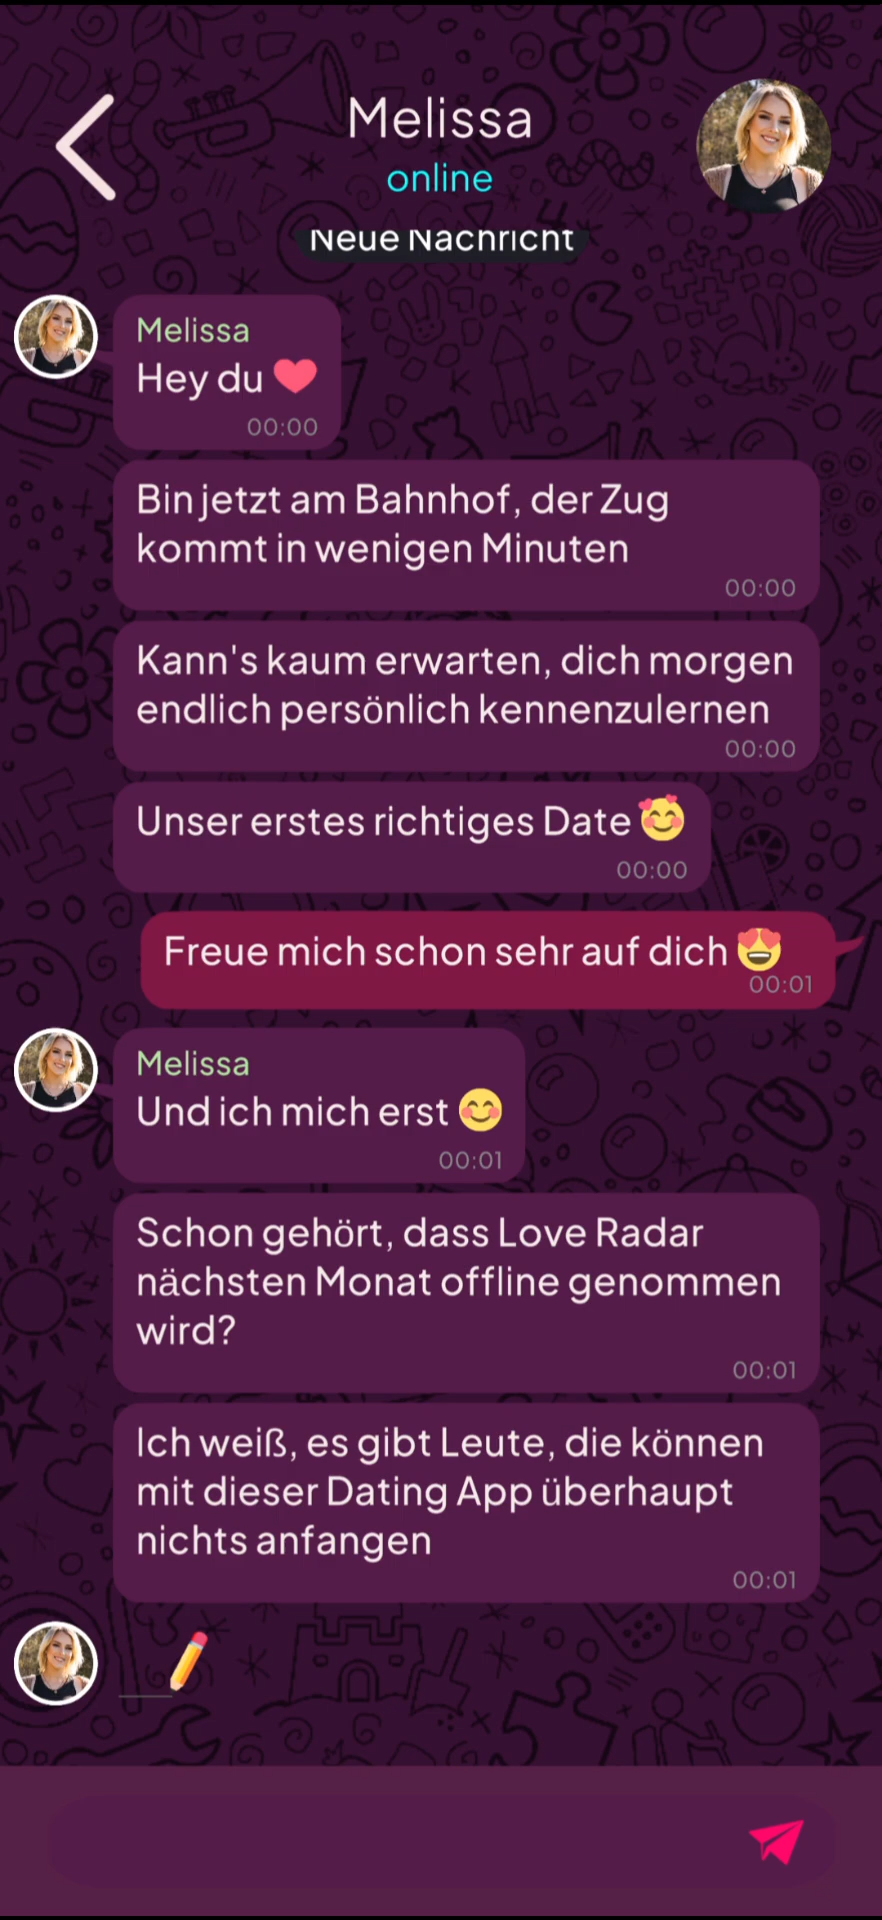 Melissa
online
Neue Nachricht
Melissa
Hey du ❤️
00:00
Bin jetzt am Bahnhof, der Zug
kommt in wenigen Minuten
00:00
Kann's kaum erwarten, dich morgen
endlich persönlich kennenzulernen
00:00
Unser erstes richtiges Date 🥰
00:00
Freue mich schon sehr auf dich 😍
00:01
Melissa
Und ich mich erst 😊
00:01
Schon gehört, dass Love Radar
nächsten Monat offline genommen
wird?
00:01
Ich weiß, es gibt Leute, die können
mit dieser Dating App überhaupt
nichts anfangen
00:01